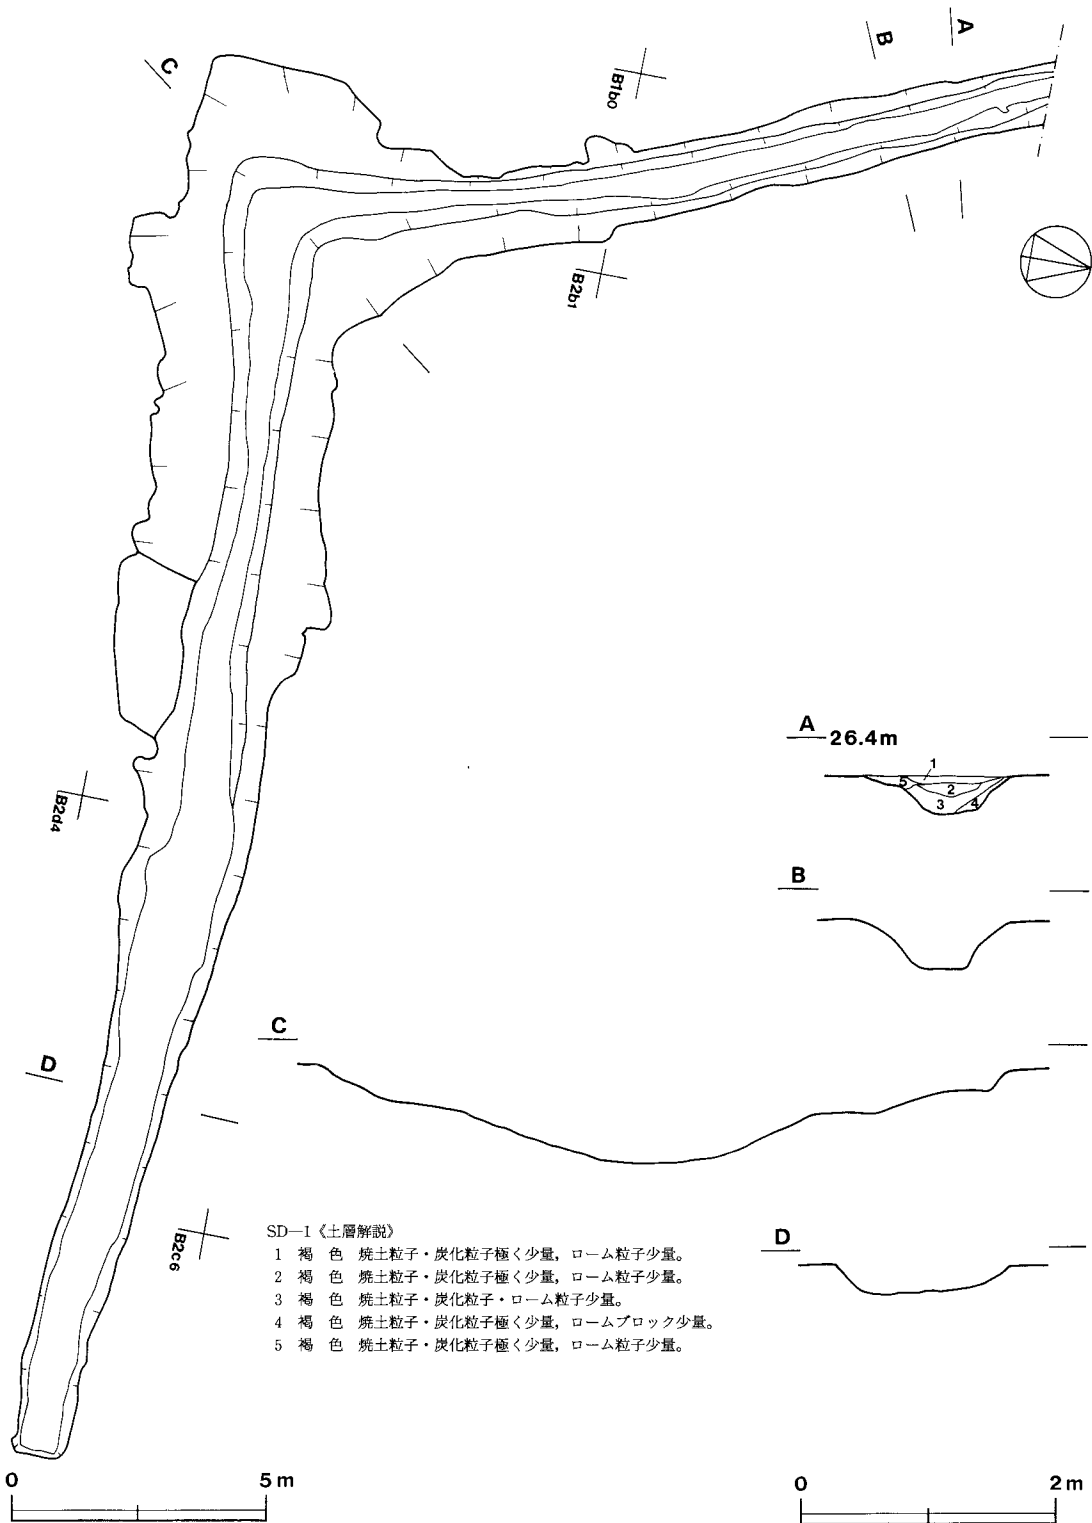 A
B
C
B1b0
B2b1
A 26.4m
1
5
2
3
4
B2d4
B
C
D
B2c6
D
SD—1《土層解説》
1 褐 色 焼土粒子・炭化粒子極く少量，ローム粒子少量。
2 褐 色 焼土粒子・炭化粒子極く少量，ローム粒子少量。
3 褐 色 焼土粒子・炭化粒子・ローム粒子少量。
4 褐 色 焼土粒子・炭化粒子極く少量，ロームブロック少量。
5 褐 色 焼土粒子・炭化粒子極く少量，ローム粒子少量。
0 5m
0 2m